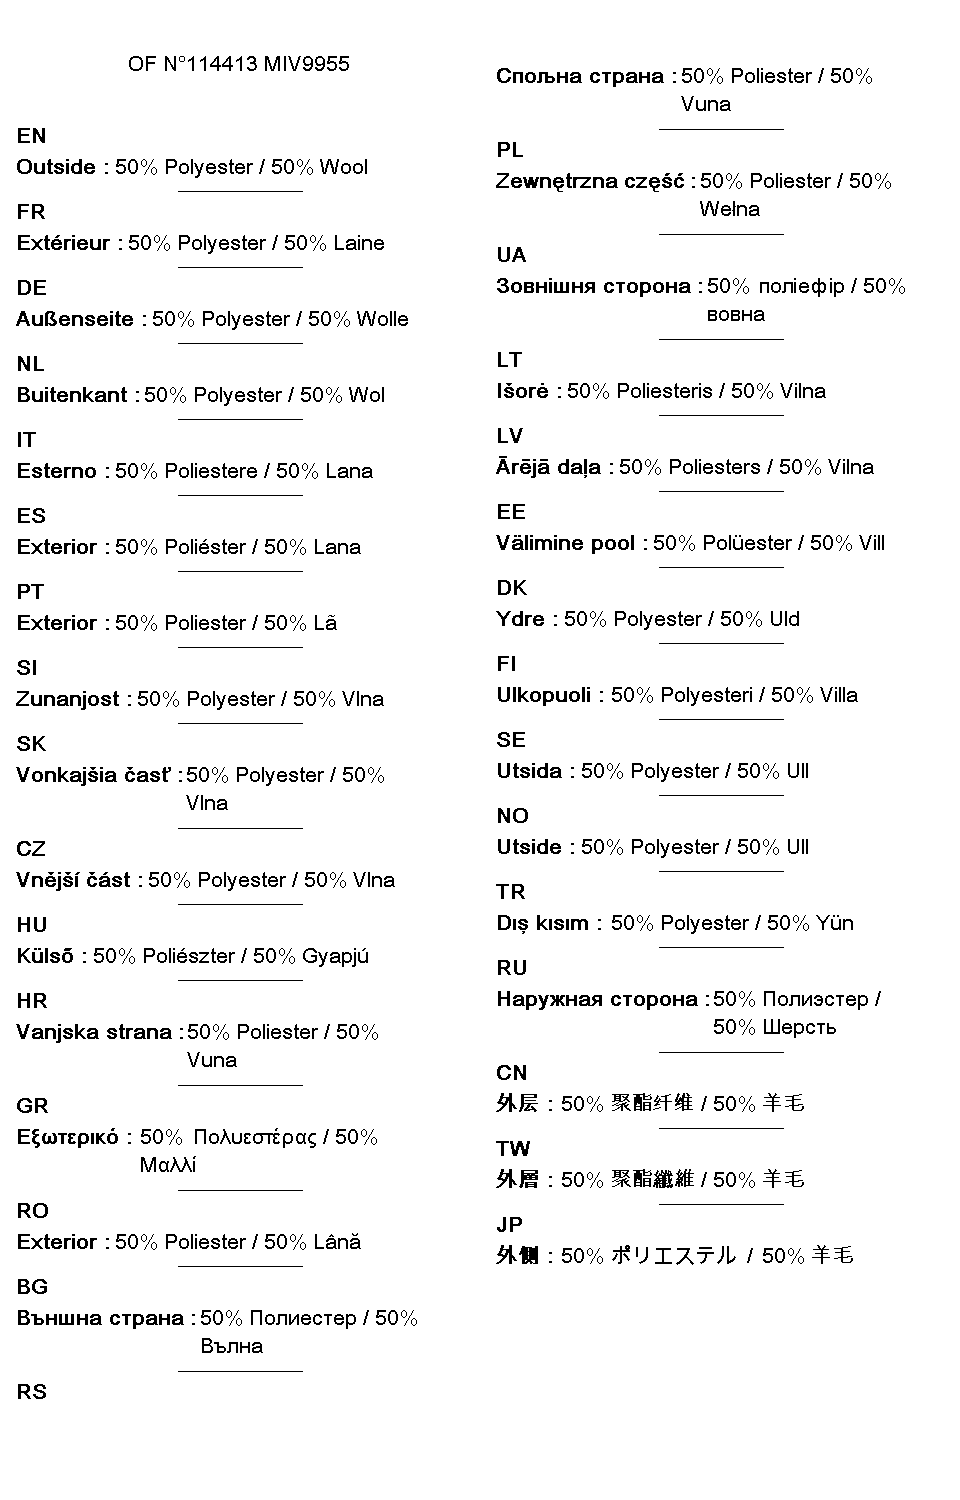 OF N°114413 MIV9955
EN
Outside : 50% Polyester / 50% Wool
FR
Extérieur : 50% Polyester / 50% Laine
DE
Außenseite : 50% Polyester / 50% Wolle
NL
Buitenkant : 50% Polyester / 50% Wol
IT
Esterno : 50% Poliestere / 50% Lana
ES
Exterior : 50% Poliéster / 50% Lana
PT
Exterior : 50% Poliester / 50% Lã
SI
Zunanjost : 50% Polyester / 50% Vlna
SK
Vonkajšia časť : 50% Polyester / 50%
Vlna
CZ
Vnější část : 50% Polyester / 50% Vlna
HU
Külsõ : 50% Poliészter / 50% Gyapjú
HR
Vanjska strana : 50% Poliester / 50%
Vuna
GR
Εξωτερικό : 50% Πολυεστέρας / 50%
Μαλλί
RO
Exterior : 50% Poliester / 50% Lână
BG
Външна страна : 50% Полиестер / 50%
Вълна
RS
Спољна страна : 50% Poliester / 50%
Vuna
PL
Zewnętrzna część : 50% Poliester / 50%
Wełna
UA
Зовнішня сторона : 50% поліефір / 50%
вовна
LT
Išorė : 50% Poliesteris / 50% Vilna
LV
Ārējā daļa : 50% Poliesters / 50% Vilna
EE
Välimine pool : 50% Polüester / 50% Vill
DK
Ydre : 50% Polyester / 50% Uld
FI
Ulkopuoli : 50% Polyesteri / 50% Villa
SE
Utsida : 50% Polyester / 50% Ull
NO
Utside : 50% Polyester / 50% Ull
TR
Dış kısım : 50% Polyester / 50% Yün
RU
Наружная сторона : 50% Полиэстер /
50% Шерсть
CN
外层 : 50% 聚酯纤维 / 50% 羊毛
TW
外層 : 50% 聚酯纖維 / 50% 羊毛
JP
外側 : 50% ポリエステル / 50% 羊毛